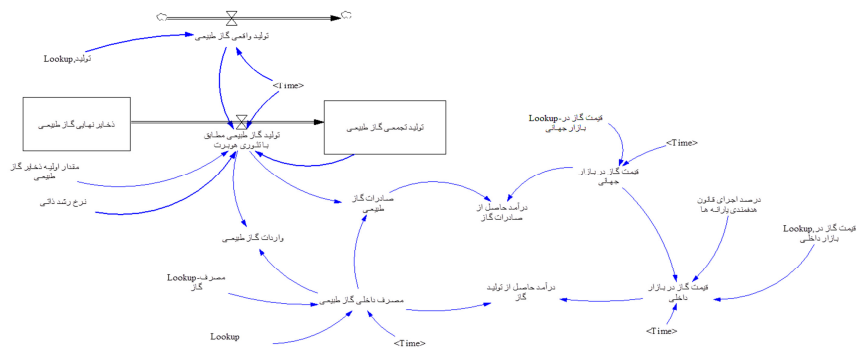 تولید واقعی گاز طبیعی
تولید,Lookup
<Time>
ذخایر نهایی گاز طبیعی
تولید تجمعی گاز طبیعی
تولید گاز طبیعی مطابق
با تئوری هوبرت
مقدار اولیه ذخایر گاز
طبیعی
نرخ رشد ذاتی
قیمت گاز در-Lookup
بازار جهانی
<Time>
قیمت گاز در بازار
جهانی
صادرات گاز
طبیعی
درآمد حاصل از
صادرات گاز
درصد اجرای قانون
هدفمندی یارانه ها
قیمت گاز در,Lookup
بازار داخلی
واردات گاز طبیعی
مصرف-Lookup
گاز
مصرف داخلی گاز طبیعی
درآمد حاصل از تولید
گاز
قیمت گاز در بازار
داخلی
Lookup
<Time>
<Time>